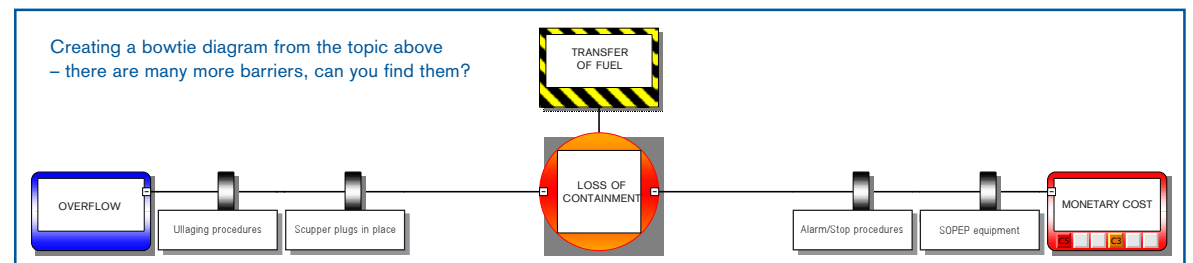 Creating a bowtie diagram from the topic above
– there are many more barriers, can you find them?
TRANSFER
OF FUEL
OVERFLOW
Ullaging procedures
Scupper plugs in place
LOSS OF
CONTAINMENT
Alarm/Stop procedures
SOPEP equipment
MONETARY COST
C5
C3